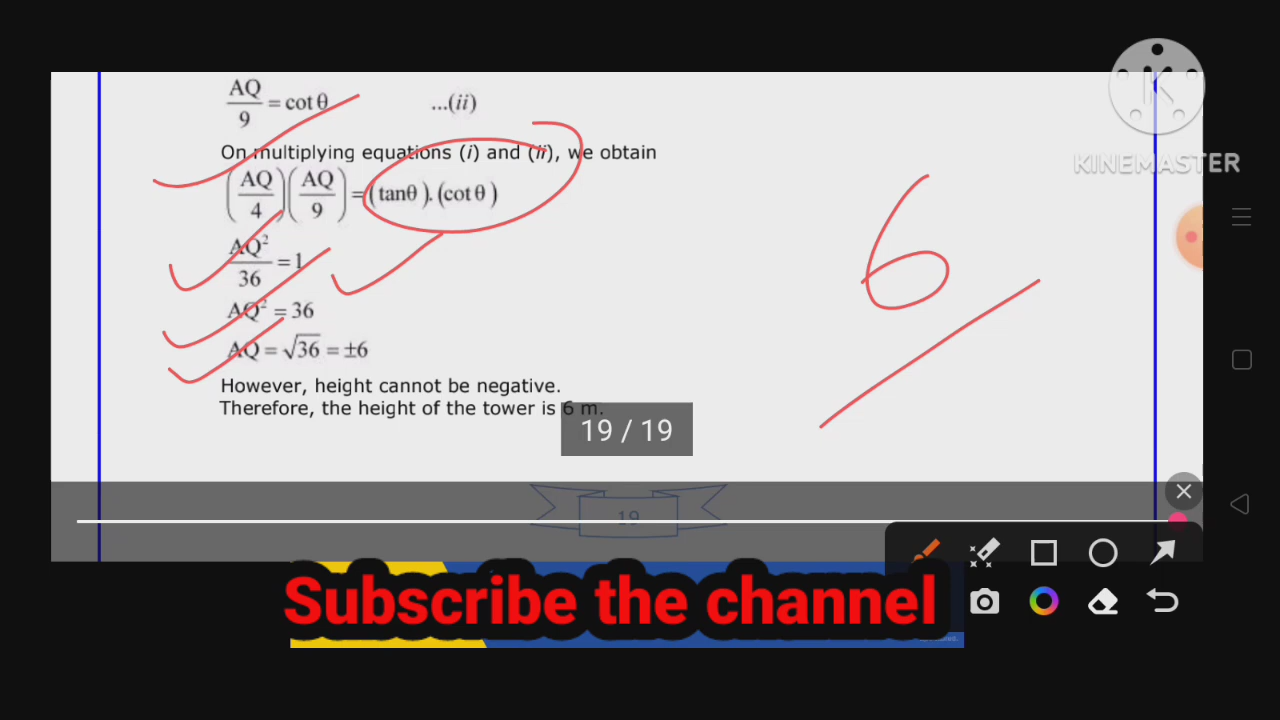 AQ/9 = cot θ ...(ii)
KINEMASTER
On multiplying equations (i) and (ii), we obtain
(AQ/4)(AQ/9) = (tanθ).(cot θ)
AQ²/36 = 1
6
AQ² = 36
AQ = √36 = ±6
However, height cannot be negative.
Therefore, the height of the tower is 6 m.
19 / 19
19
Subscribe the channel